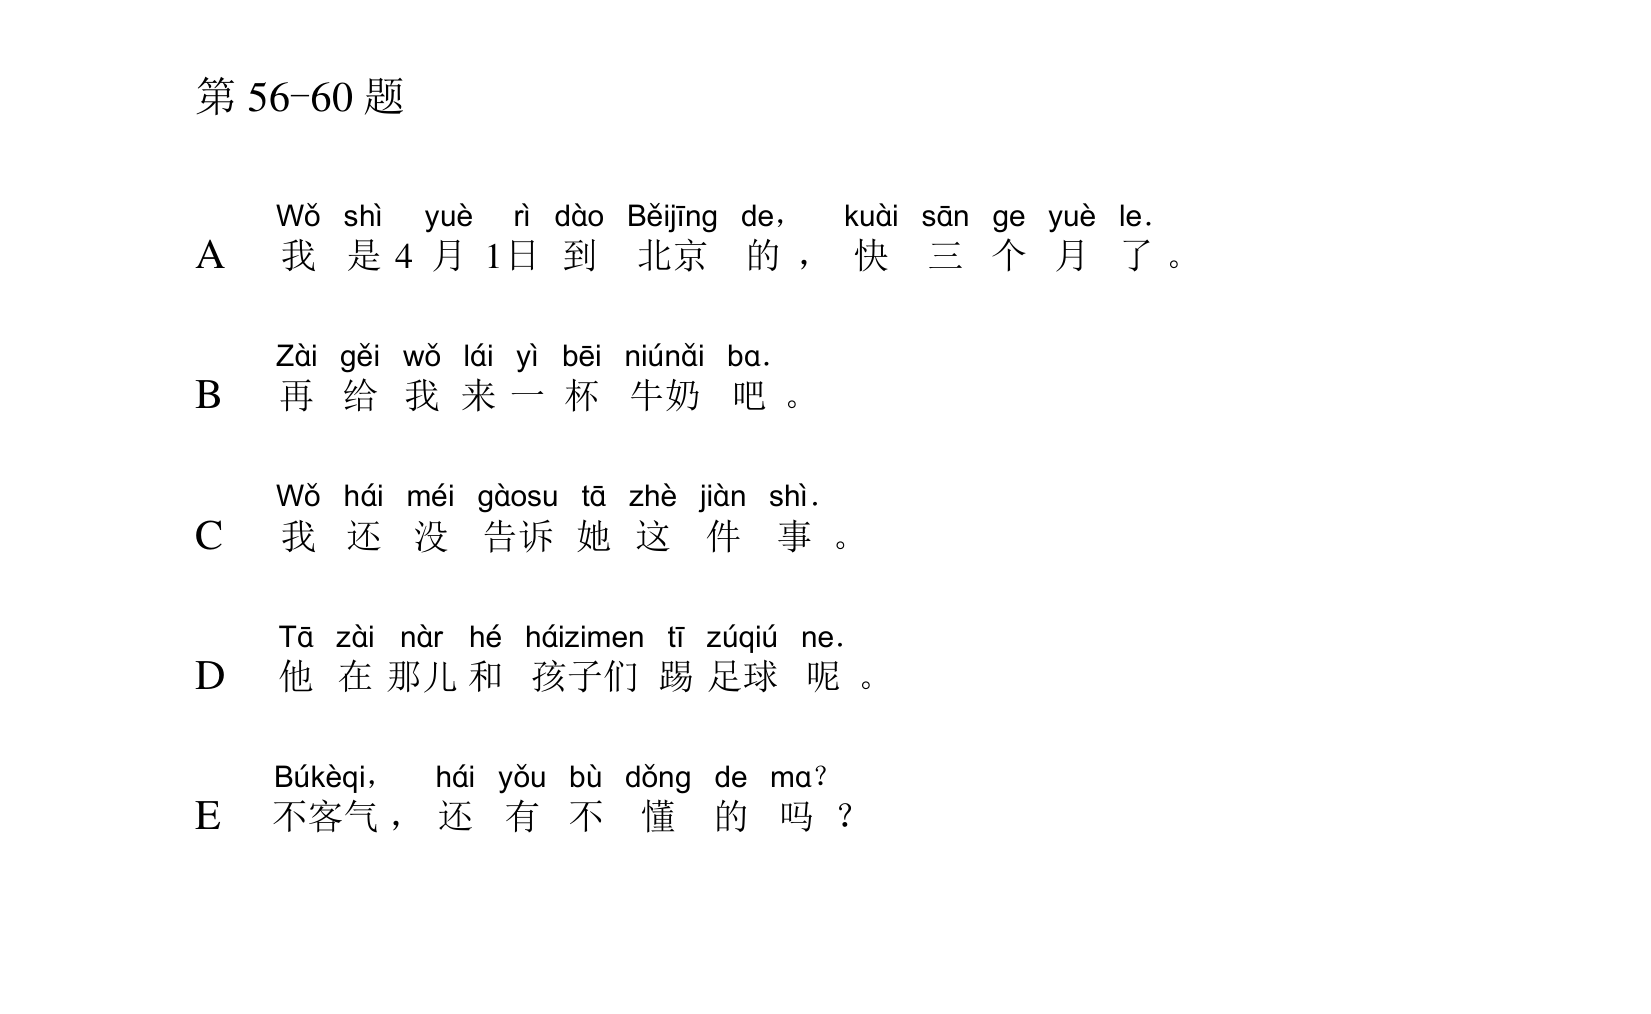 第 56-60 题
Wǒ shì yuè rì dào Běijīng de, kuài sān ge yuè le.
A 我 是 4 月 1日 到 北京 的 , 快 三 个 月 了 。
Zài gěi wǒ lái yì bēi niúnǎi ba.
B 再 给 我 来 一 杯 牛奶 吧 。
Wǒ hái méi gàosu tā zhè jiàn shì.
C 我 还 没 告诉 她 这 件 事 。
Tā zài nàr hé háizimen tī zúqiú ne.
D 他 在 那儿 和 孩子们 踢 足球 呢 。
Búkèqi, hái yǒu bù dǒng de ma?
E 不客气 , 还 有 不 懂 的 吗 ?